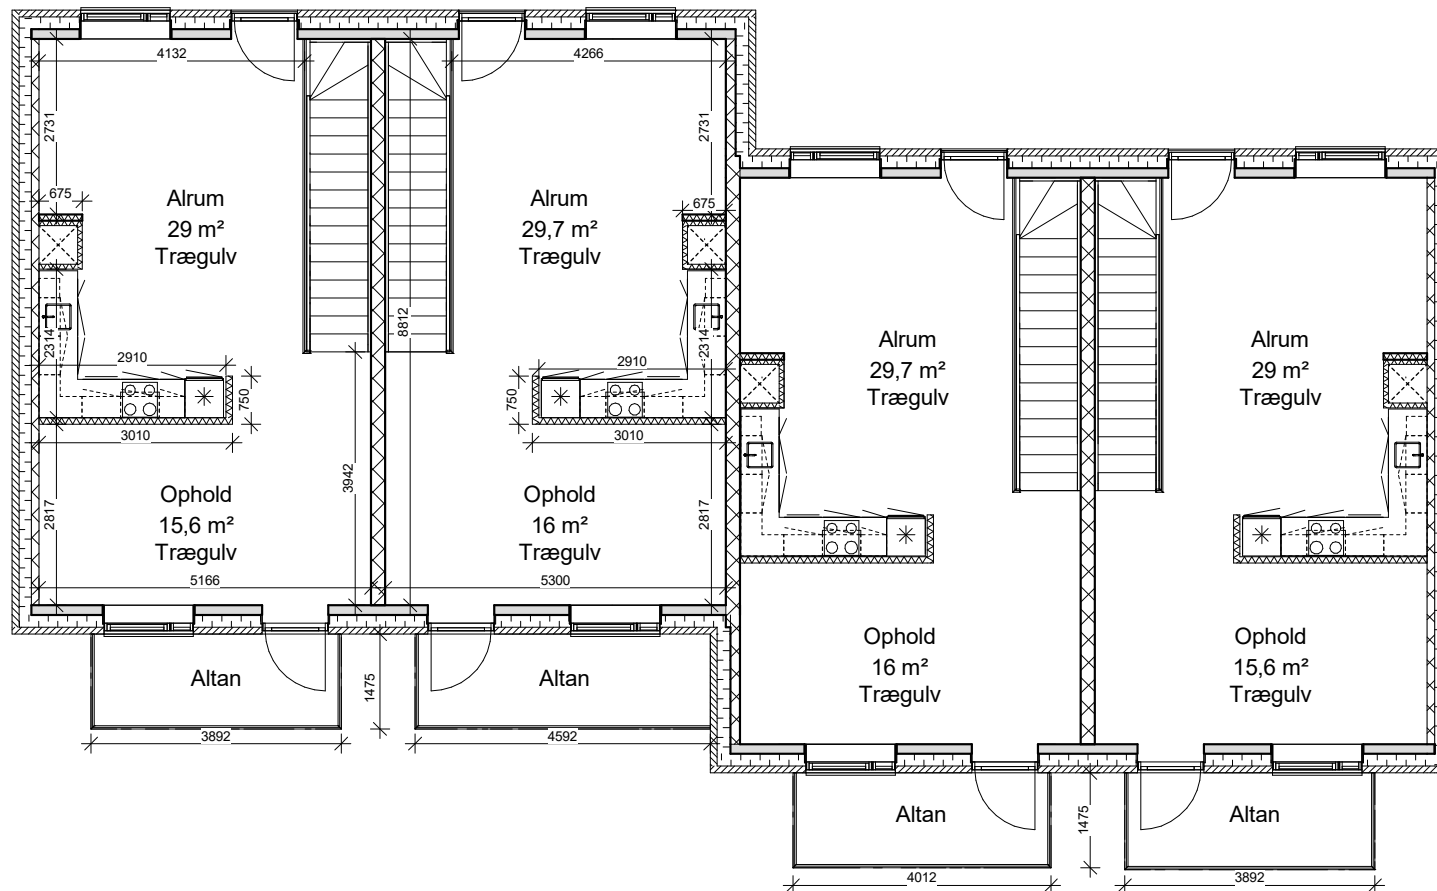 4132
4266
2731
2731
675
675
Alrum
29 m²
Trægulv
Alrum
29,7 m²
Trægulv
8812
2314
2314
2910
2910
750
750
3010
3010
3942
Alrum
29,7 m²
Trægulv
Alrum
29 m²
Trægulv
2817
2817
Ophold
15,6 m²
Trægulv
Ophold
16 m²
Trægulv
5166
5300
Ophold
16 m²
Trægulv
Ophold
15,6 m²
Trægulv
Altan
1475
Altan
3892
4592
Altan
1475
Altan
4012
3892